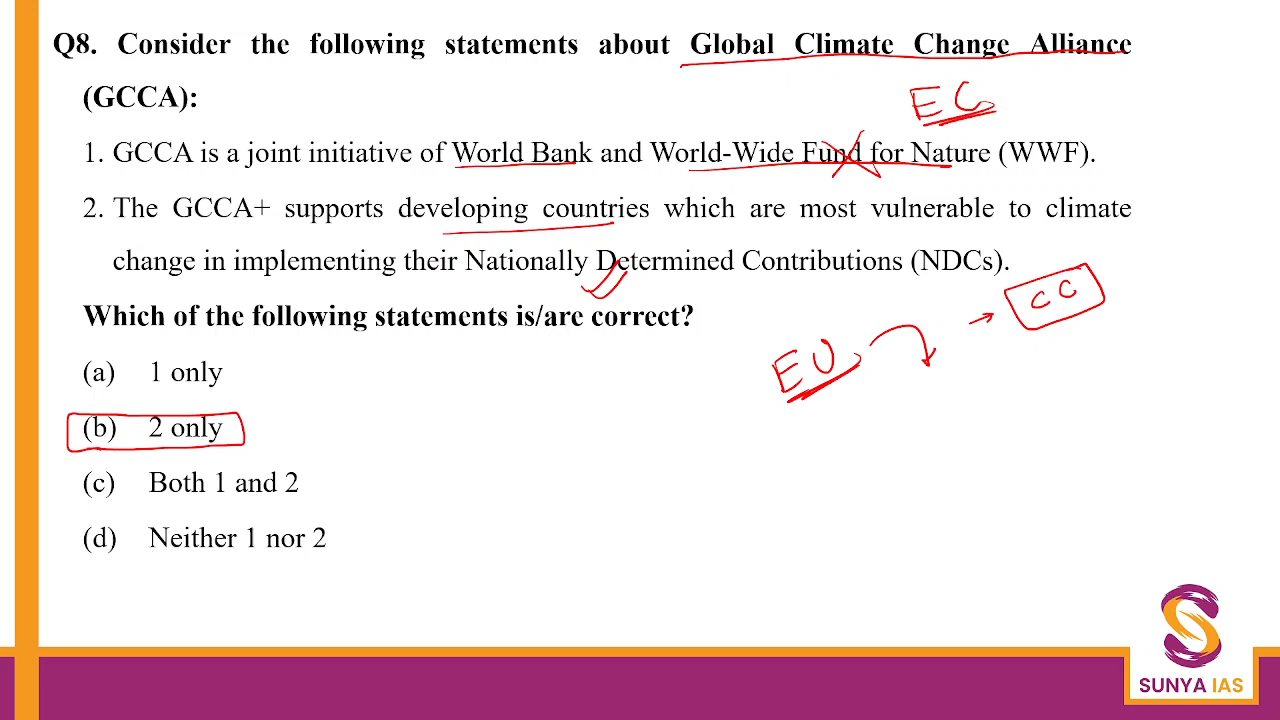 Q8. Consider the following statements about Global Climate Change Alliance
(GCCA):
EC
1. GCCA is a joint initiative of World Bank and World-Wide Fund for Nature (WWF).
2. The GCCA+ supports developing countries which are most vulnerable to climate
change in implementing their Nationally Determined Contributions (NDCs).
CC
Which of the following statements is/are correct?
EU
(a) 1 only
(b) 2 only
(c) Both 1 and 2
(d) Neither 1 nor 2
SUNYA IAS